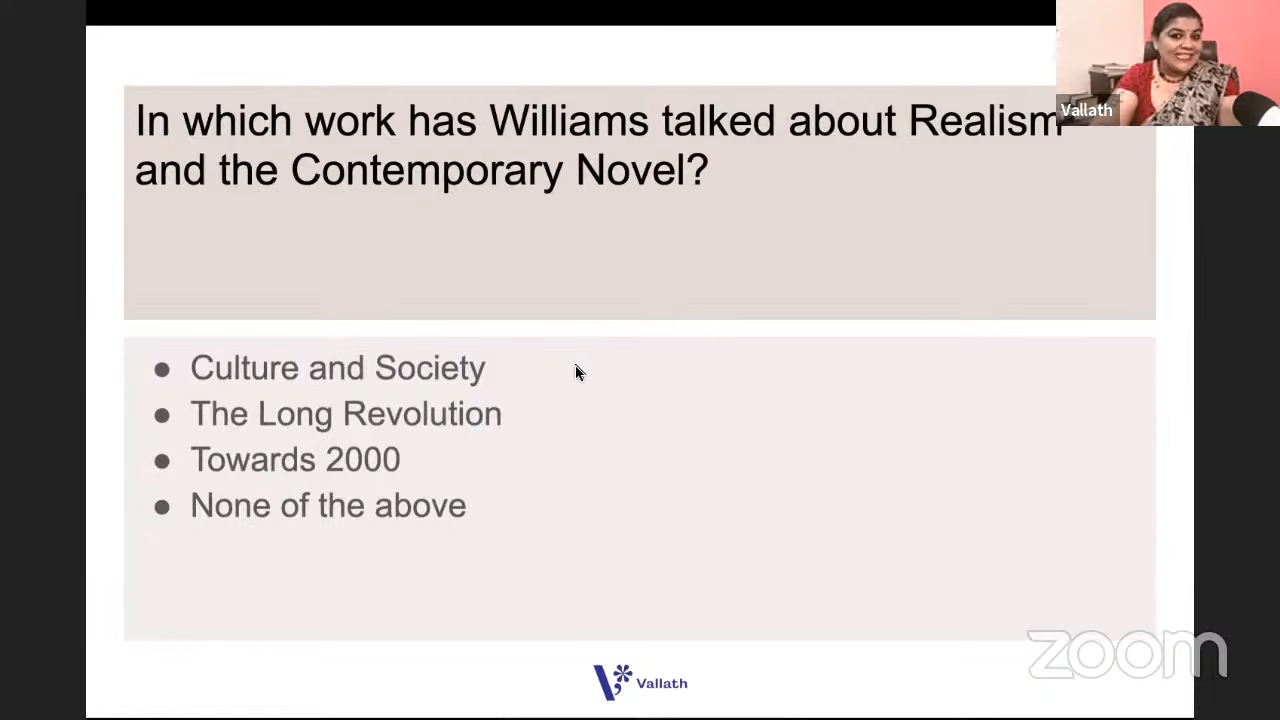 In which work has Williams talked about Realism
and the Contemporary Novel?
Vallath
● Culture and Society
● The Long Revolution
● Towards 2000
● None of the above
zoom
Vallath